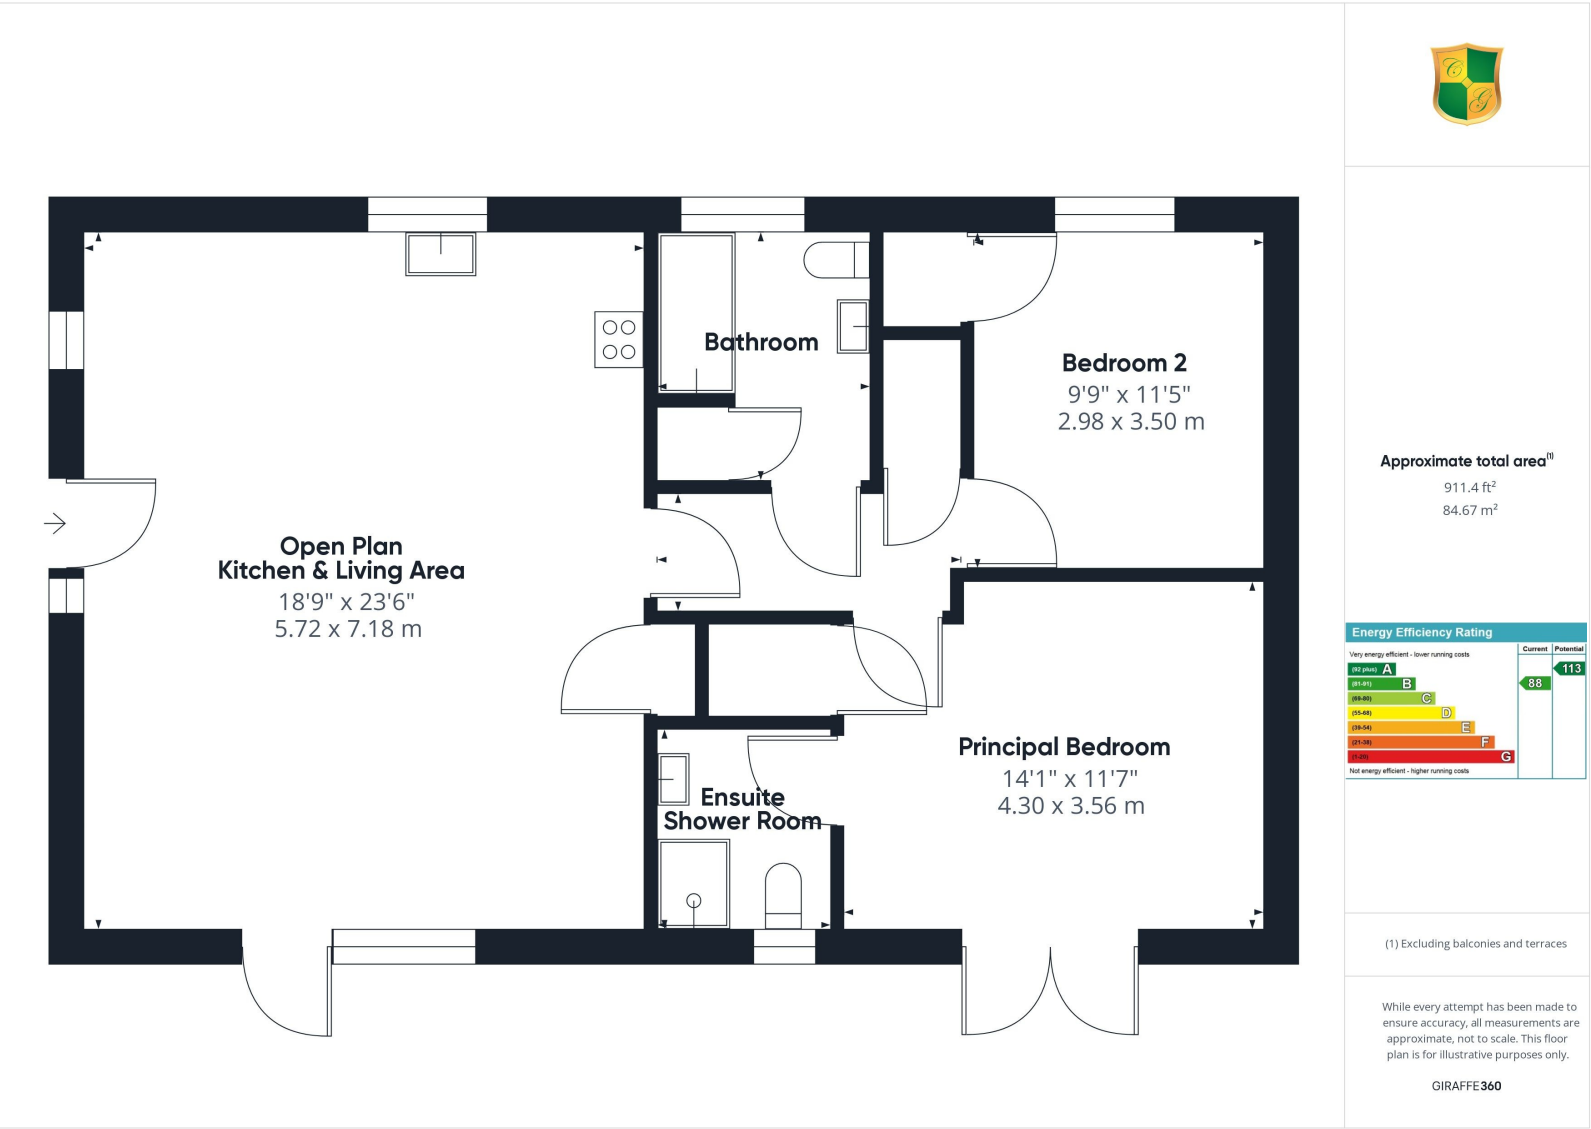 Bathroom
Bedroom 2
9'9" x 11'5"
2.98 x 3.50 m
Open Plan
Kitchen & Living Area
18'9" x 23'6"
5.72 x 7.18 m
Principal Bedroom
14'1" x 11'7"
4.30 x 3.56 m
Ensuite
Shower Room
C
G
Approximate total area(1)
911.4 ft²
84.67 m²
Energy Efficiency Rating
Current Potential
Very energy efficient - lower running costs
(92 plus) A
113
(81-91) B
88
(69-80) C
(55-68) D
(39-54) E
(21-38) F
(1-20) G
Not energy efficient - higher running costs
(1) Excluding balconies and terraces
While every attempt has been made to
ensure accuracy, all measurements are
approximate, not to scale. This floor
plan is for illustrative purposes only.
GIRAFFE360